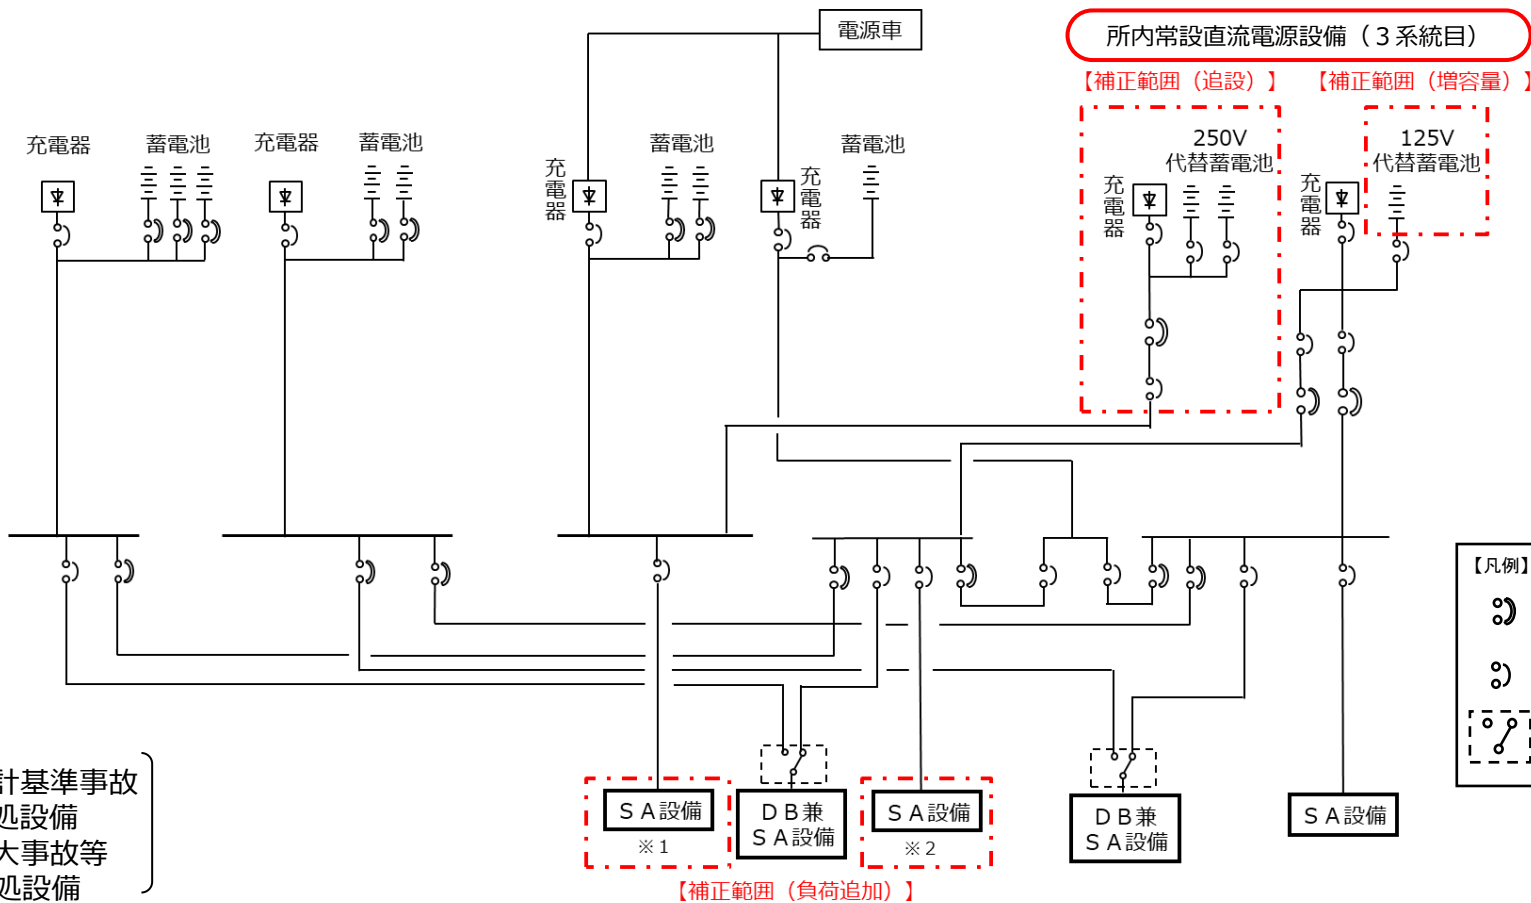 電源車
所内常設直流電源設備（３系統目）
【補正範囲（追設）】
【補正範囲（増容量）】
充電器
蓄電池
充電器
蓄電池
充電器
蓄電池
充電器
蓄電池
充電器
250V
代替蓄電池
充電器
125V
代替蓄電池
【凡例】
計基準事故
処設備
大事故等
処設備
ＳＡ設備
※１
ＤＢ兼
ＳＡ設備
ＳＡ設備
※２
ＤＢ兼
ＳＡ設備
ＳＡ設備
【補正範囲（負荷追加）】